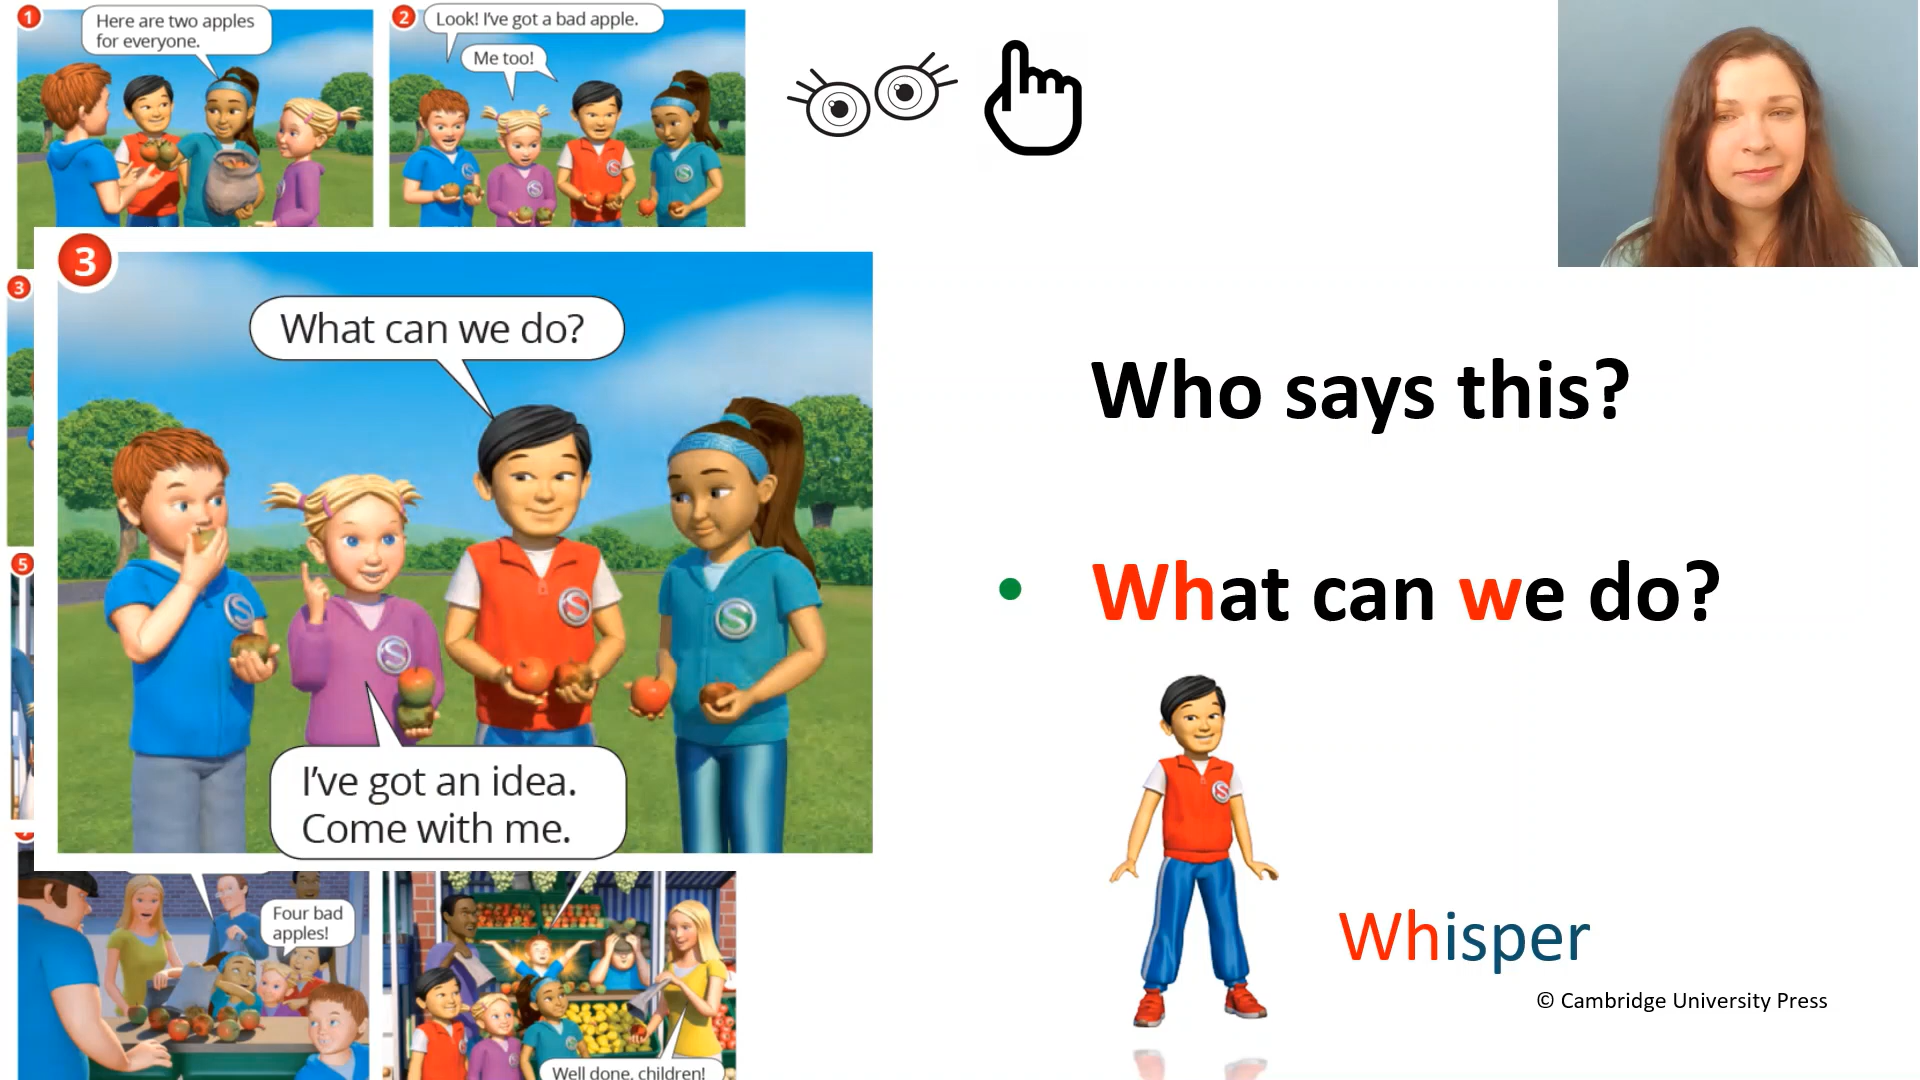 1
Here are two apples
for everyone.
2
Look! I've got a bad apple.
Me too!
3
3
What can we do?
I've got an idea.
Come with me.
5
Four bad
apples!
Well done, children!
Who says this?
• What can we do?
Whisper
© Cambridge University Press